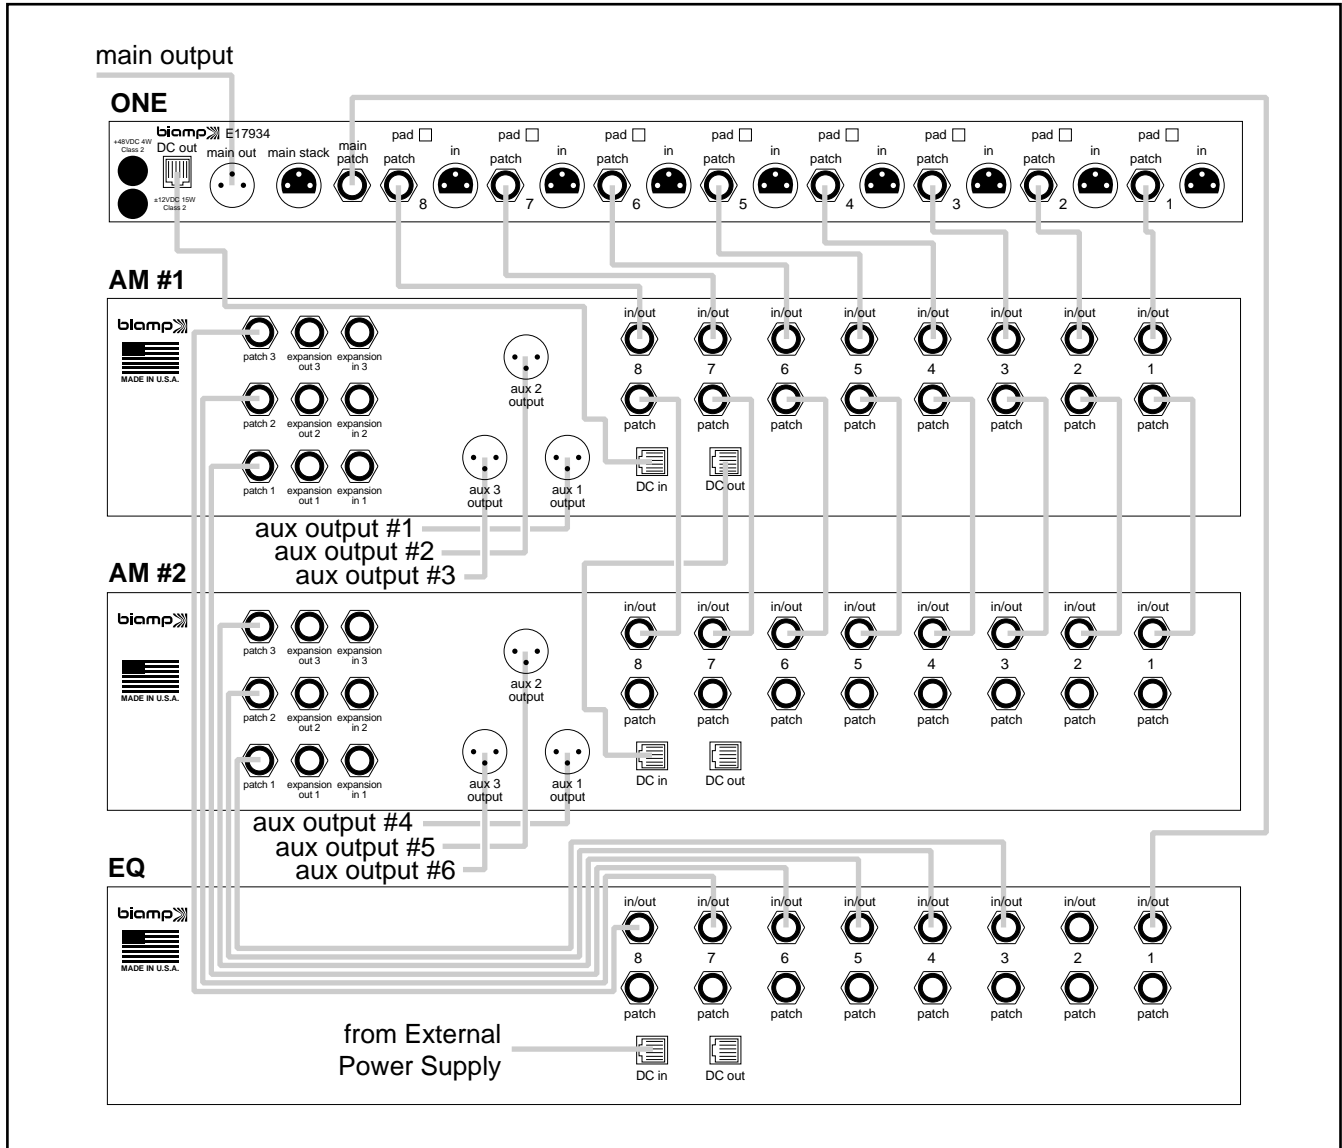 main output
ONE
+48VDC 4W
Class 2
biamp E17934
DC out
main out
main stack
main
patch
pad
patch
8
in
pad
patch
7
in
pad
patch
6
in
pad
patch
5
in
pad
patch
4
in
pad
patch
3
in
pad
patch
2
in
pad
patch
1
in
±12VDC 15W
Class 2
AM #1
biamp
MADE IN U.S.A.
patch 3
expansion
out 3
expansion
in 3
patch 2
expansion
out 2
expansion
in 2
patch 1
expansion
out 1
expansion
in 1
aux 2
output
aux 3
output
aux 1
output
in/out in/out in/out in/out in/out in/out in/out in/out
8 7 6 5 4 3 2 1
patch patch patch patch patch patch patch patch
DC in DC out
aux output #1
aux output #2
aux output #3
AM #2
biamp
MADE IN U.S.A.
patch 3
expansion
out 3
expansion
in 3
patch 2
expansion
out 2
expansion
in 2
patch 1
expansion
out 1
expansion
in 1
aux 2
output
aux 3
output
aux 1
output
in/out in/out in/out in/out in/out in/out in/out in/out
8 7 6 5 4 3 2 1
patch patch patch patch patch patch patch patch
DC in DC out
aux output #4
aux output #5
aux output #6
EQ
biamp
MADE IN U.S.A.
in/out in/out in/out in/out in/out in/out in/out in/out
8 7 6 5 4 3 2 1
patch patch patch patch patch patch patch patch
from External
Power Supply
DC in DC out